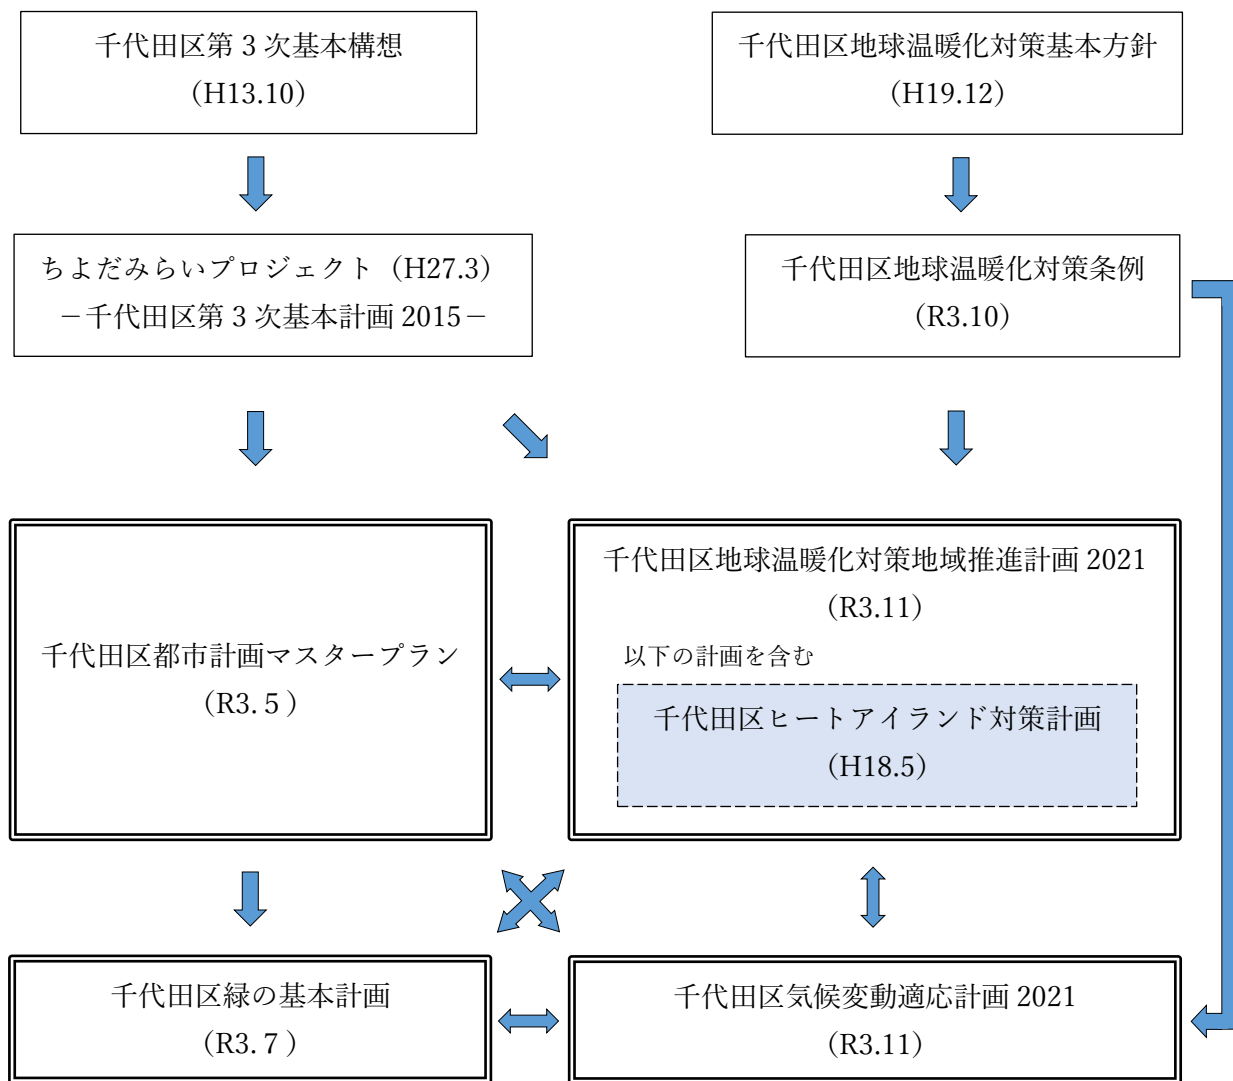 千代田区第３次基本構想
（H13.10）
千代田区地球温暖化対策基本方針
（H19.12）
ちよだみらいプロジェクト（H27.3）
－千代田区第３次基本計画 2015－
千代田区地球温暖化対策条例
（R3.10）
千代田区都市計画マスタープラン
（R3.５）
千代田区地球温暖化対策地域推進計画 2021
（R3.11）
以下の計画を含む
千代田区ヒートアイランド対策計画
（H18.5）
千代田区緑の基本計画
（R3.７）
千代田区気候変動適応計画 2021
（R3.11）